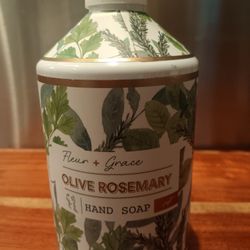 Fleur + Grace
OLIVE ROSEMARY
HAND SOAP